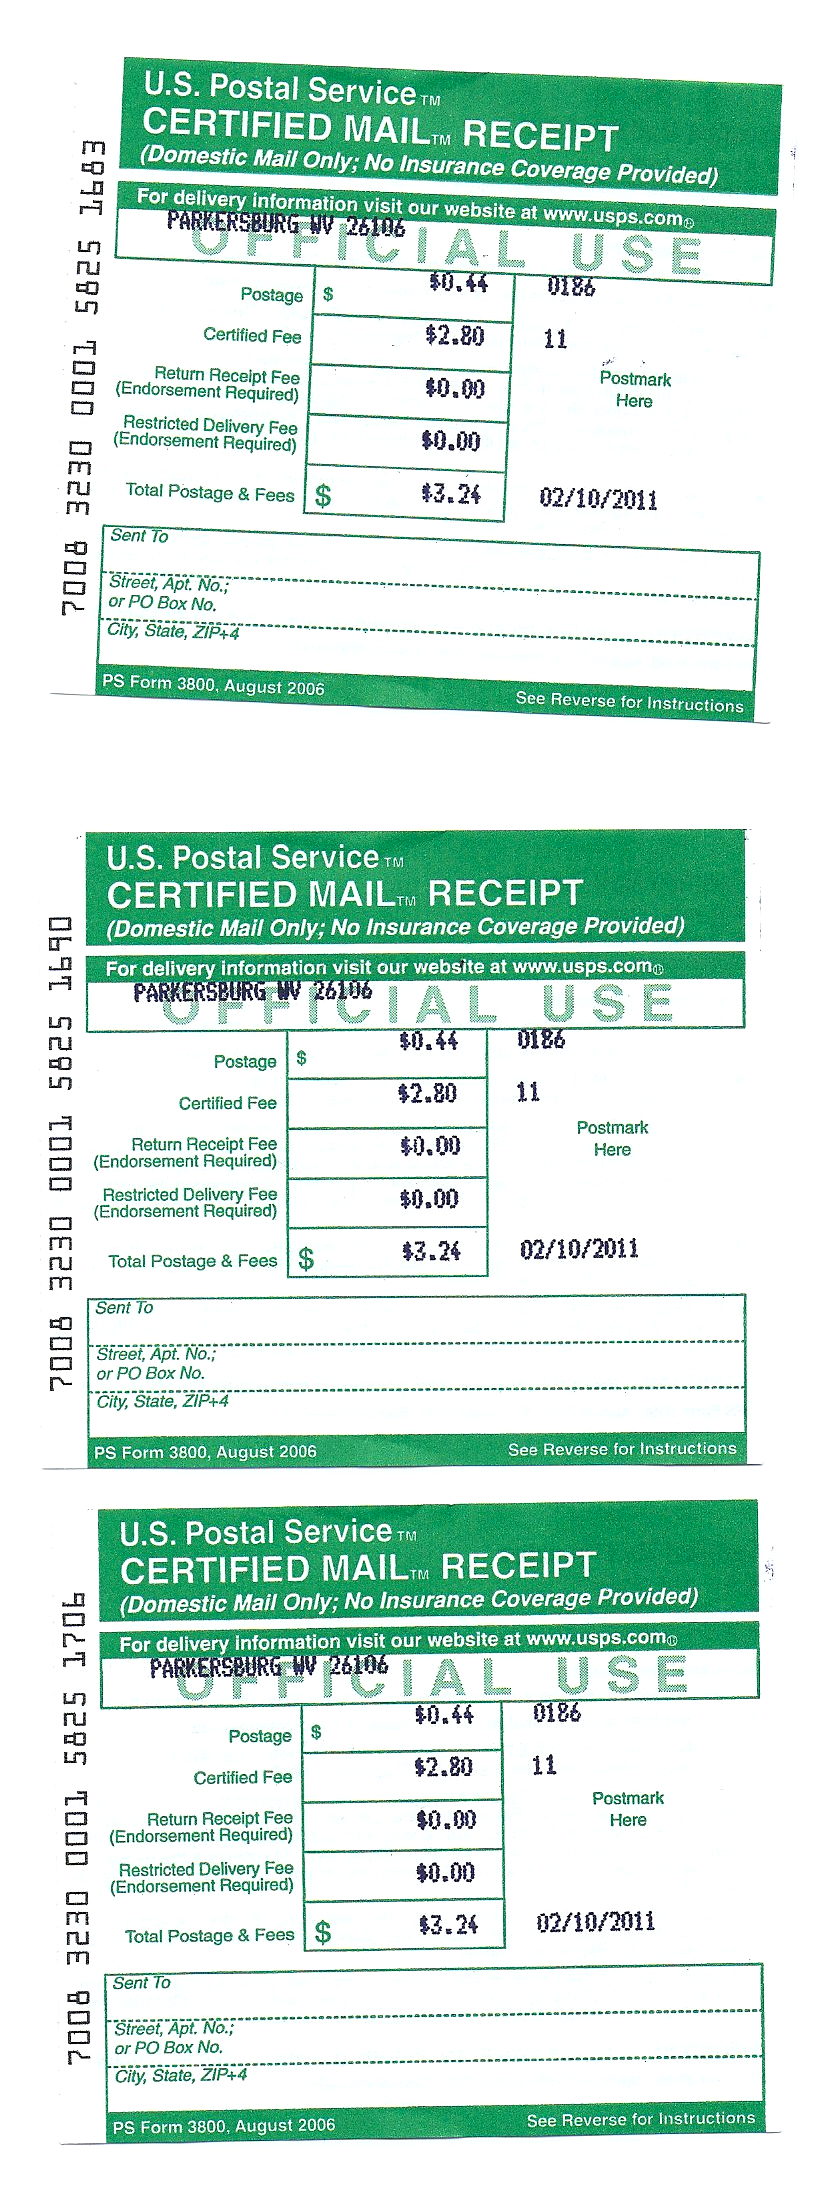 U.S. Postal Service TM
CERTIFIED MAIL TM RECEIPT
(Domestic Mail Only; No Insurance Coverage Provided)
For delivery information visit our website at www.usps.com®
PARKERSBURG WV 26106
OFFICIAL USE
Postage $ $0.44 0186
Certified Fee $2.80 11
Return Receipt Fee
(Endorsement Required) $0.00
Postmark
Here
Restricted Delivery Fee
(Endorsement Required) $0.00
Total Postage & Fees $ $3.24 02/10/2011
Sent To
Street, Apt. No.;
or PO Box No.
City, State, ZIP+4
PS Form 3800, August 2006 See Reverse for Instructions
7008 3230 0001 5825 1683
U.S. Postal Service TM
CERTIFIED MAIL TM RECEIPT
(Domestic Mail Only; No Insurance Coverage Provided)
For delivery information visit our website at www.usps.com®
PARKERSBURG WV 26106
OFFICIAL USE
Postage $ $0.44 0186
Certified Fee $2.80 11
Return Receipt Fee
(Endorsement Required) $0.00
Postmark
Here
Restricted Delivery Fee
(Endorsement Required) $0.00
Total Postage & Fees $ $3.24 02/10/2011
Sent To
Street, Apt. No.;
or PO Box No.
City, State, ZIP+4
PS Form 3800, August 2006 See Reverse for Instructions
7008 3230 0001 5825 1690
U.S. Postal Service TM
CERTIFIED MAIL TM RECEIPT
(Domestic Mail Only; No Insurance Coverage Provided)
For delivery information visit our website at www.usps.com®
PARKERSBURG WV 26106
OFFICIAL USE
Postage $ $0.44 0186
Certified Fee $2.80 11
Return Receipt Fee
(Endorsement Required) $0.00
Postmark
Here
Restricted Delivery Fee
(Endorsement Required) $0.00
Total Postage & Fees $ $3.24 02/10/2011
Sent To
Street, Apt. No.;
or PO Box No.
City, State, ZIP+4
PS Form 3800, August 2006 See Reverse for Instructions
7008 3230 0001 5825 1706